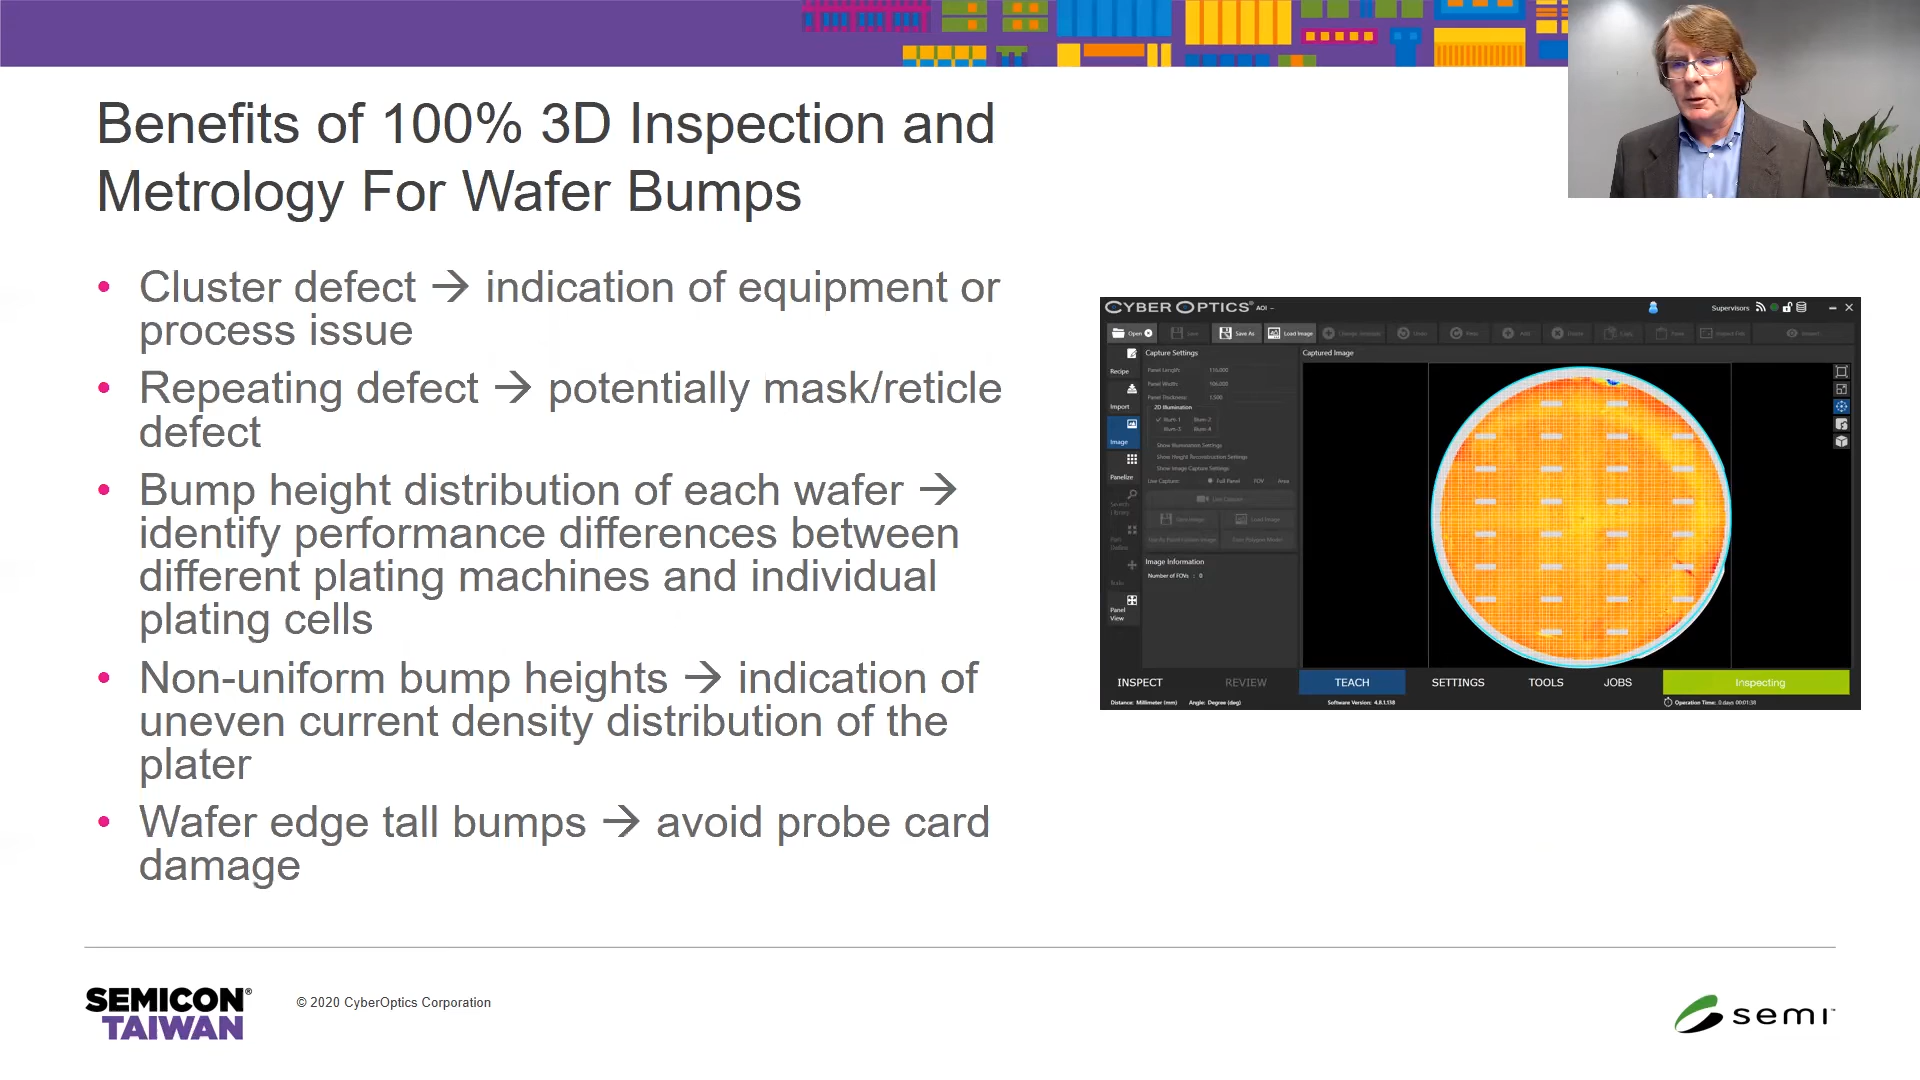 Benefits of 100% 3D Inspection and
Metrology For Wafer Bumps
• Cluster defect → indication of equipment or
process issue
• Repeating defect → potentially mask/reticle
defect
• Bump height distribution of each wafer →
identify performance differences between
different plating machines and individual
plating cells
• Non-uniform bump heights → indication of
uneven current density distribution of the
plater
• Wafer edge tall bumps → avoid probe card
damage
CYBEROPTICS® AOI –
Supervisors
Open
Save As
Load Image
Recipe
Import
Image
Panelize
Panel
View
Capture Settings
Panel Length: 116.000
Panel Width: 106.000
Panel Thickness: 1.500
2D Illumination
Illum-1 Illum-2
Illum-3 Illum-4
Show Illumination Settings
Show Height Reconstruction Settings
Show Image Capture Settings
Live Capture: Full Panel FOV Area
Live Capture
Save Image
Load Image
Image Information
Number of FOVs : 0
Captured Image
INSPECT REVIEW TEACH SETTINGS TOOLS JOBS Inspecting
Distance: Millimeter (mm) Angle: Degree (deg) Software Version: 4.8.1.138 Operation Time: 0 days 00:01:38
SEMICON®
TAIWAN
© 2020 CyberOptics Corporation
semi™